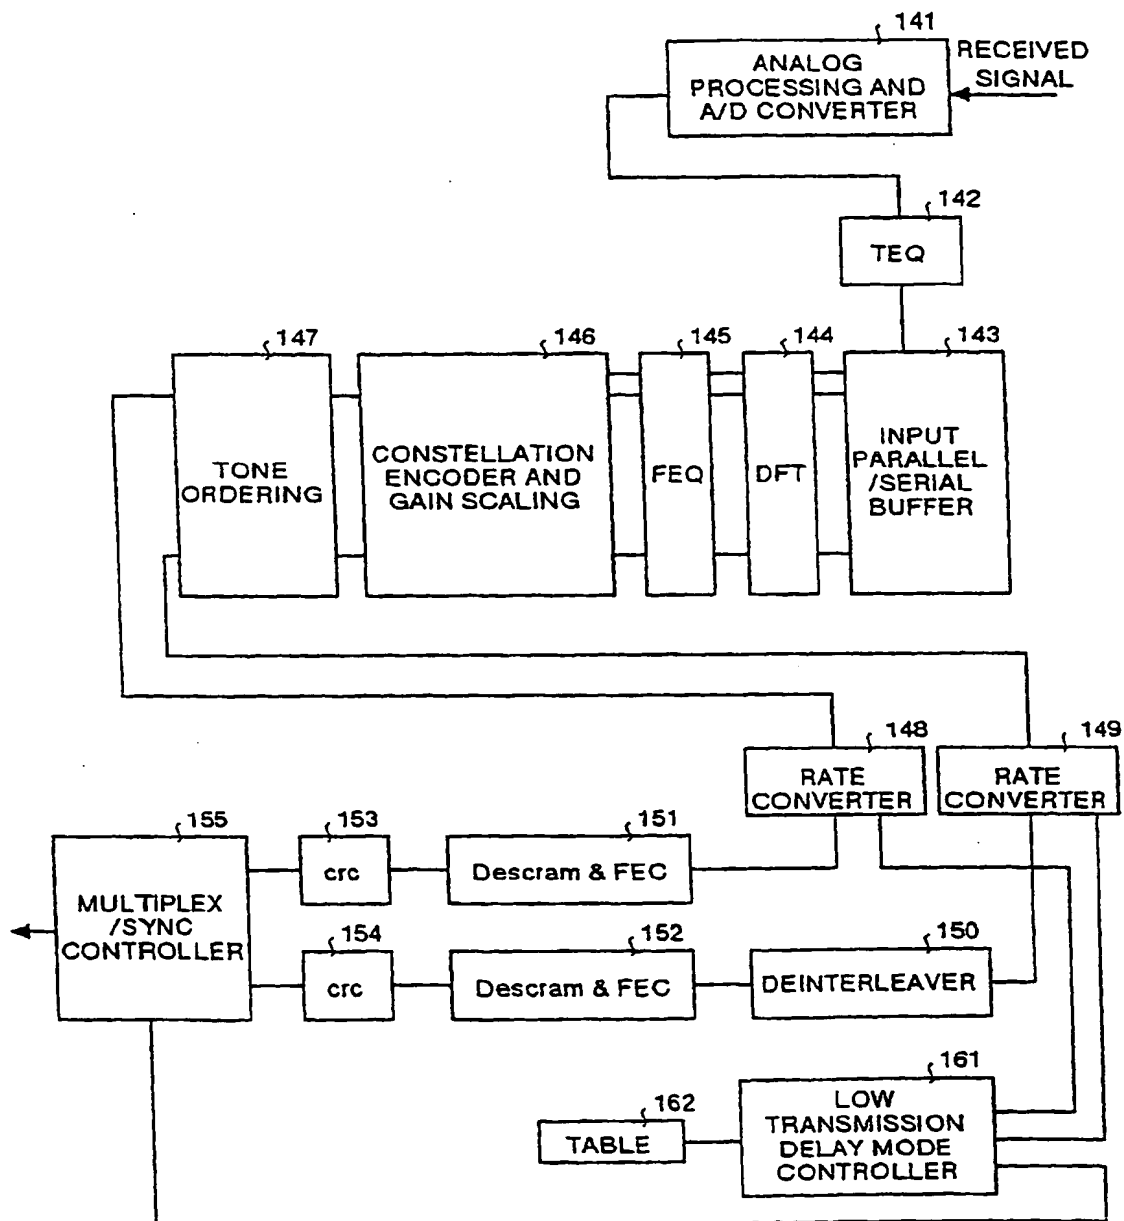 141
ANALOG
PROCESSING AND
A/D CONVERTER
RECEIVED
SIGNAL
142
TEQ
147
TONE
ORDERING
146
CONSTELLATION
ENCODER AND
GAIN SCALING
145
FEQ
144
DFT
143
INPUT
PARALLEL
/SERIAL
BUFFER
148
RATE
CONVERTER
149
RATE
CONVERTER
155
MULTIPLEX
/SYNC
CONTROLLER
153
crc
151
Descram & FEC
154
crc
152
Descram & FEC
150
DEINTERLEAVER
161
LOW
TRANSMISSION
DELAY MODE
CONTROLLER
162
TABLE